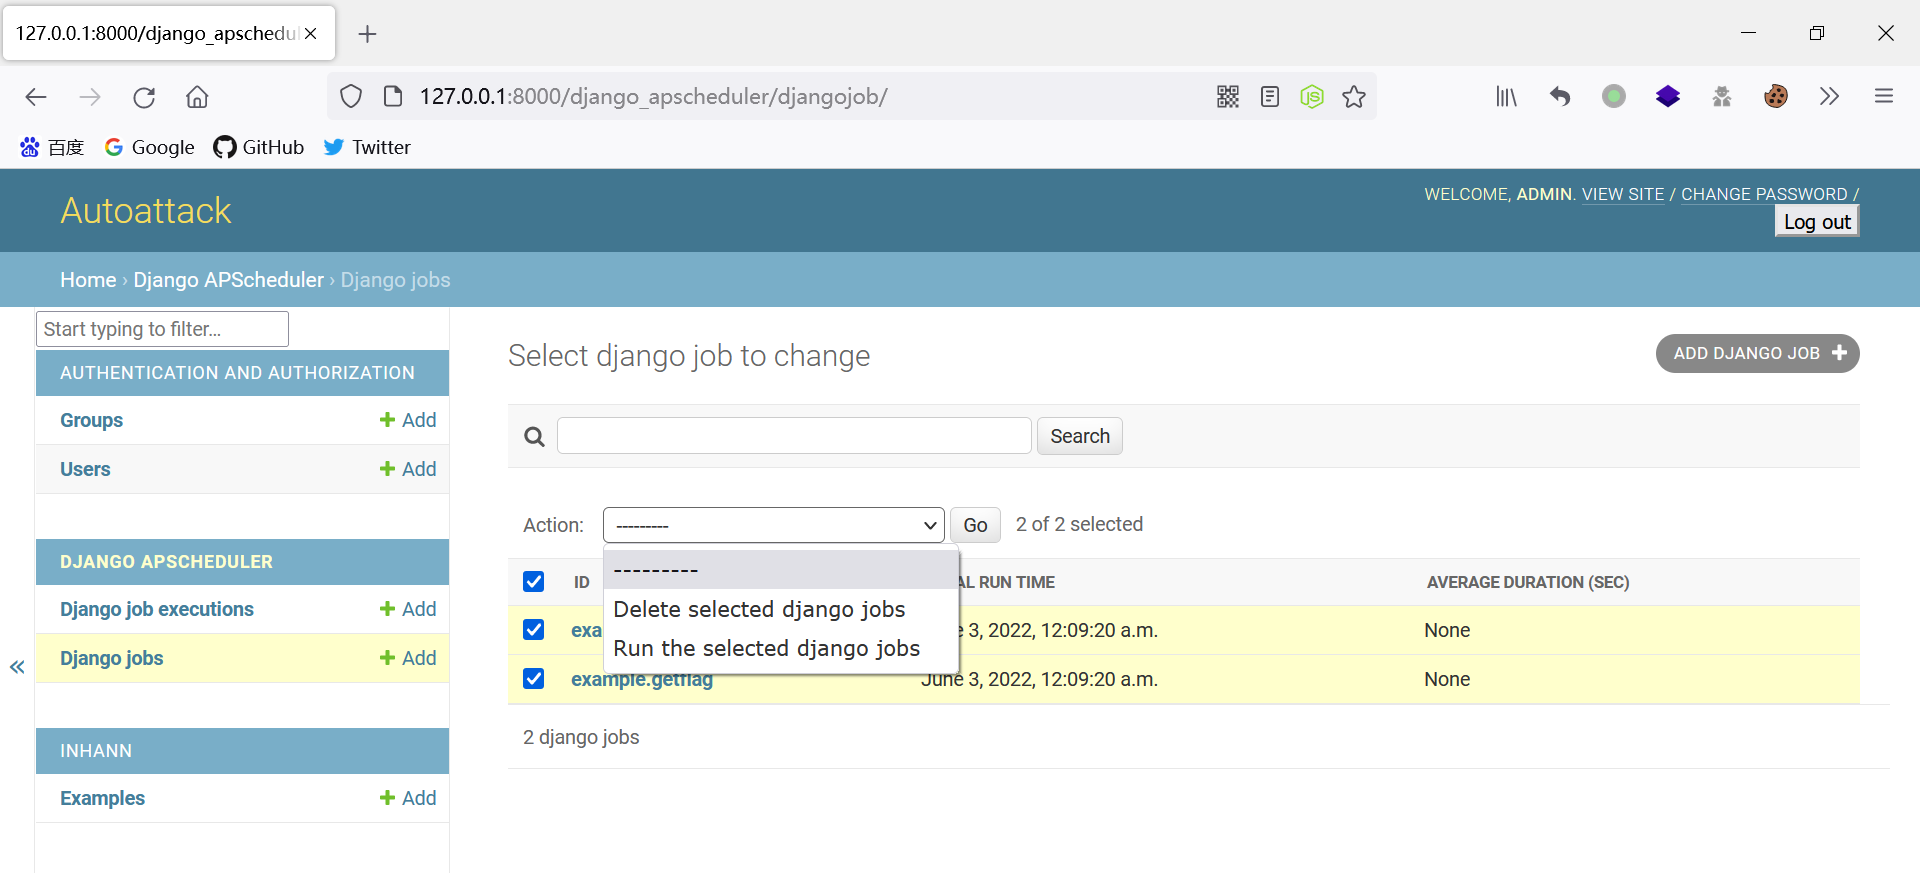 127.0.0.1:8000/django_apschedul
127.0.0.1:8000/django_apscheduler/djangojob/
百度 Google GitHub Twitter
Autoattack
WELCOME, ADMIN. VIEW SITE / CHANGE PASSWORD /
Log out
Home › Django APScheduler › Django jobs
Start typing to filter...
AUTHENTICATION AND AUTHORIZATION
Groups + Add
Users + Add
DJANGO APSCHEDULER
Django job executions + Add
Django jobs + Add
«
INHANN
Examples + Add
Select django job to change
ADD DJANGO JOB +
Search
Action: --------- Go 2 of 2 selected
---------
Delete selected django jobs
Run the selected django jobs
ID AL RUN TIME AVERAGE DURATION (SEC)
exa e 3, 2022, 12:09:20 a.m. None
example.getflag June 3, 2022, 12:09:20 a.m. None
2 django jobs